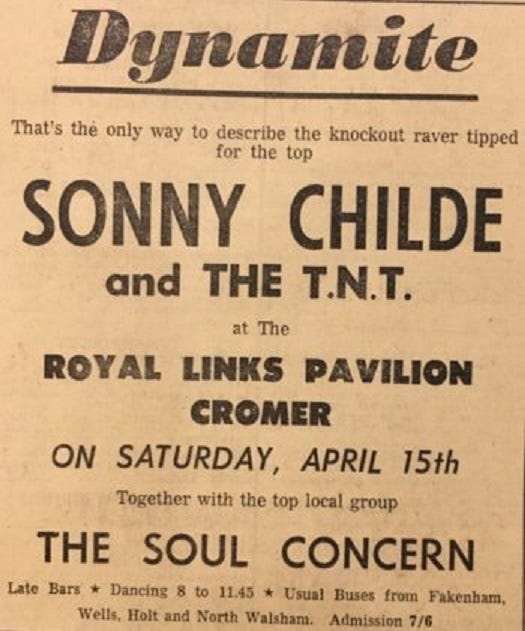 Dynamite
That's the only way to describe the knockout raver tipped
for the top
SONNY CHILDE
and THE T.N.T.
at The
ROYAL LINKS PAVILION
CROMER
ON SATURDAY, APRIL 15th
Together with the top local group
THE SOUL CONCERN
Late Bars ★ Dancing 8 to 11.45 ★ Usual Buses from Fakenham,
Wells, Holt and North Walsham. Admission 7/6